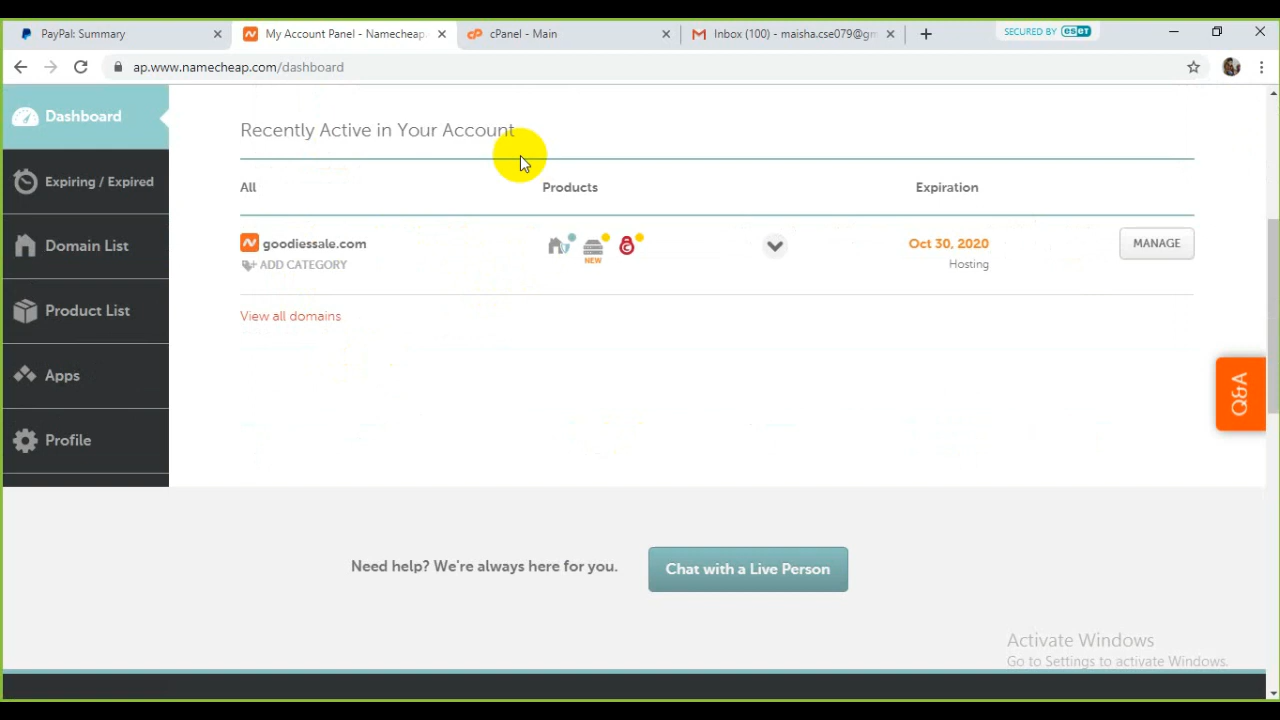 PayPal: Summary
My Account Panel - Namecheap.
cPanel - Main
Inbox (100) - maisha.cse079@gm
SECURED BY eset
ap.www.namecheap.com/dashboard
Dashboard
Expiring / Expired
Domain List
Product List
Apps
Profile
Recently Active in Your Account
All Products Expiration
goodiessale.com
ADD CATEGORY
NEW
Oct 30, 2020
Hosting
MANAGE
View all domains
Q&A
Need help? We're always here for you.
Chat with a Live Person
Activate Windows
Go to Settings to activate Windows.